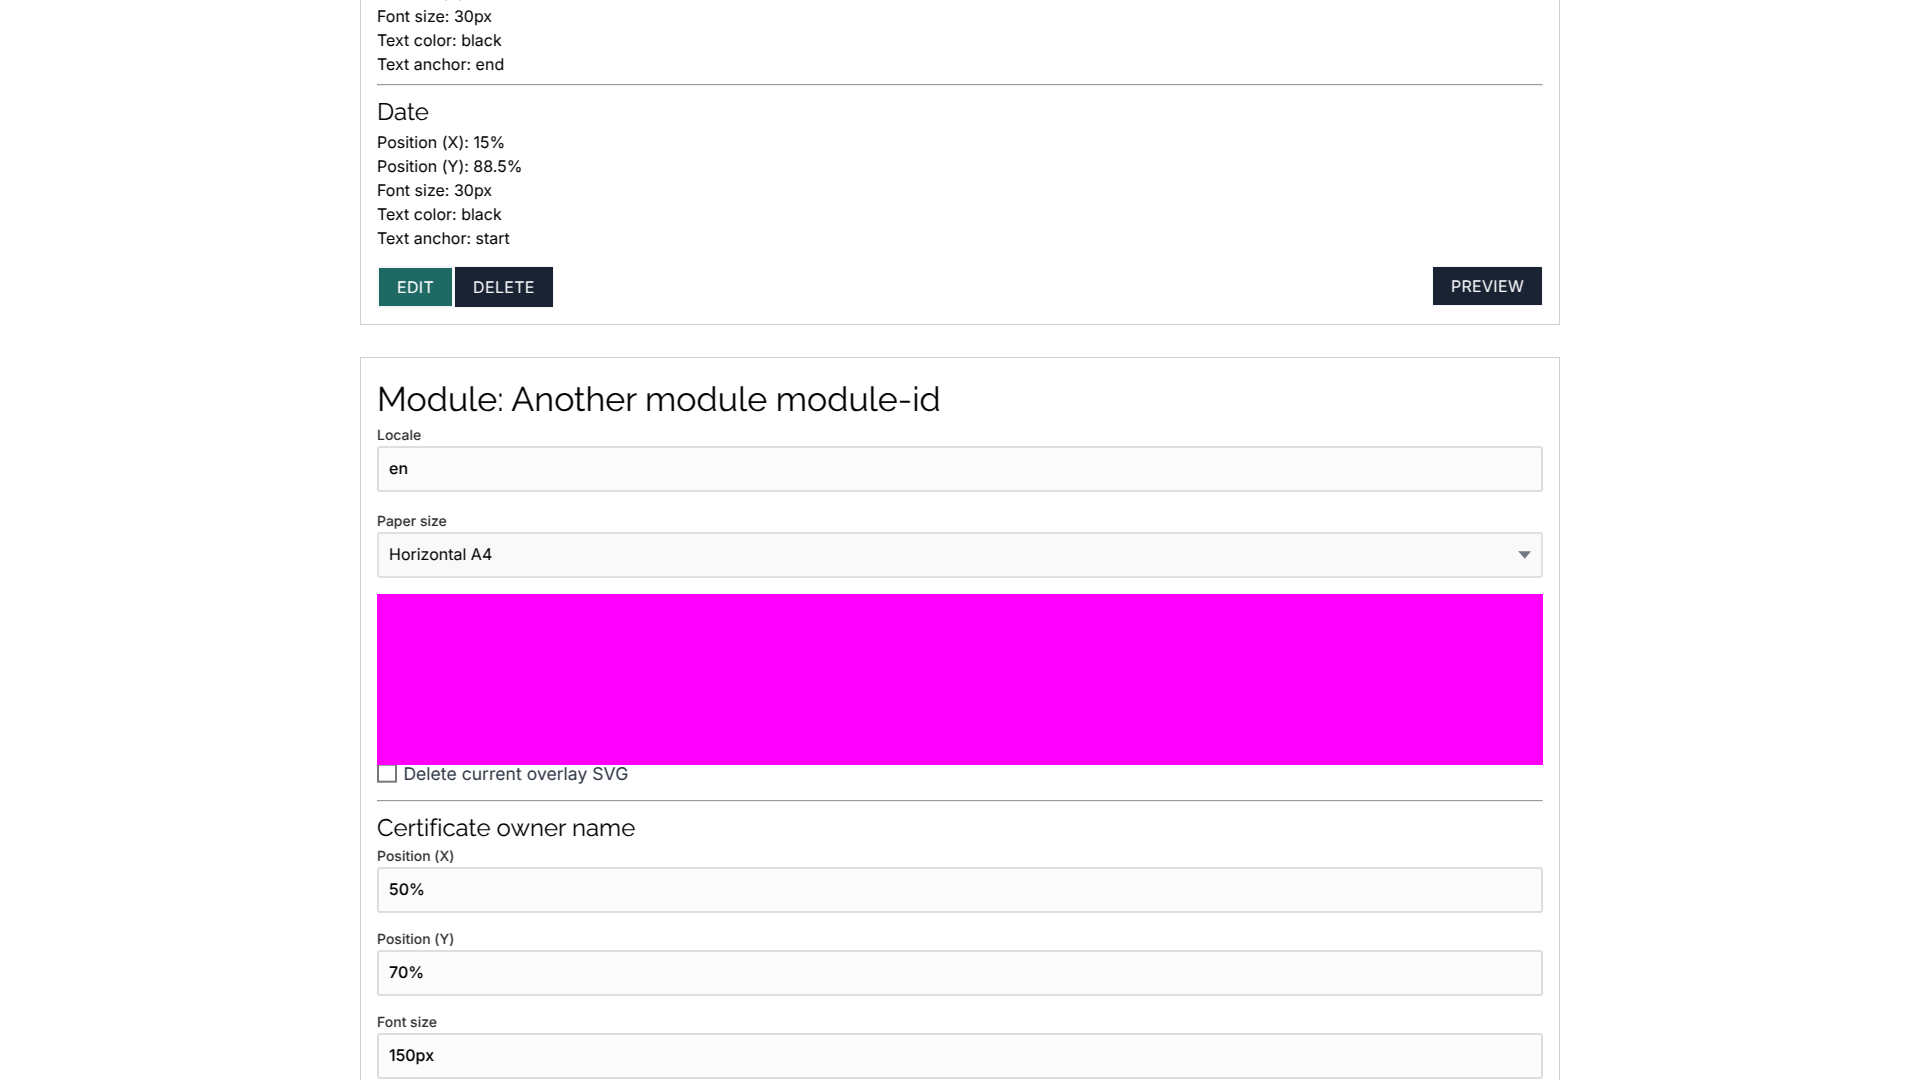 Font size: 30px
Text color: black
Text anchor: end
Date
Position (X): 15%
Position (Y): 88.5%
Font size: 30px
Text color: black
Text anchor: start
EDIT
DELETE
PREVIEW
Module: Another module module-id
Locale
en
Paper size
Horizontal A4
Delete current overlay SVG
Certificate owner name
Position (X)
50%
Position (Y)
70%
Font size
150px